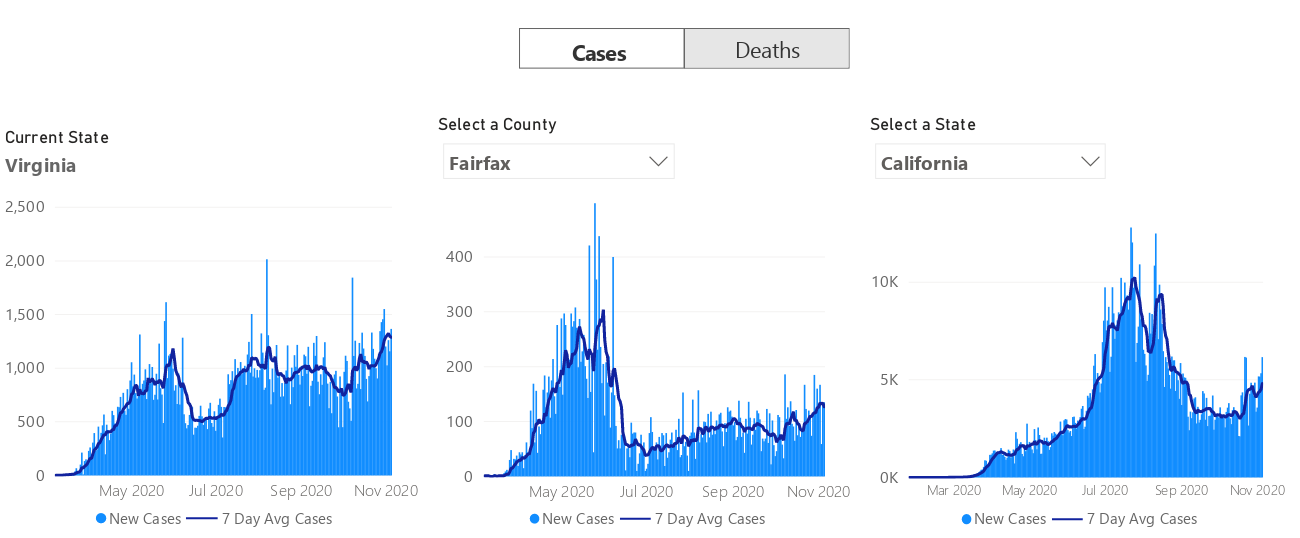 Cases
Deaths
Current State
Virginia
2,500
2,000
1,500
1,000
500
0
May 2020 Jul 2020 Sep 2020 Nov 2020
New Cases 7 Day Avg Cases
Select a County
Fairfax
400
300
200
100
0
May 2020 Jul 2020 Sep 2020 Nov 2020
New Cases 7 Day Avg Cases
Select a State
California
10K
5K
0K
Mar 2020 May 2020 Jul 2020 Sep 2020 Nov 2020
New Cases 7 Day Avg Cases